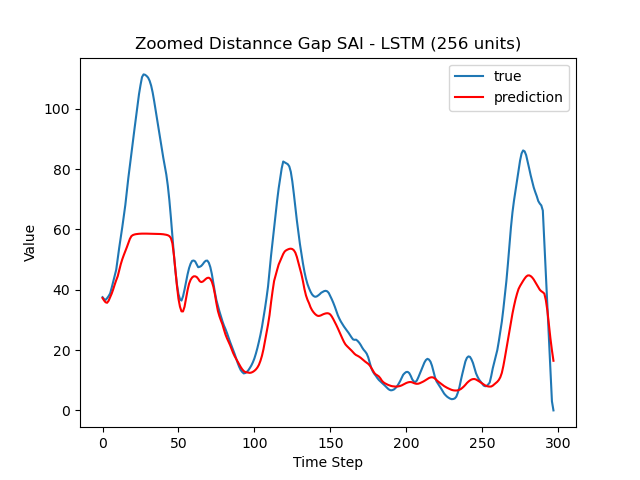 Zoomed Distannce Gap SAI - LSTM (256 units)
true
prediction
100
80
60
40
20
0
Value
0 50 100 150 200 250 300
Time Step